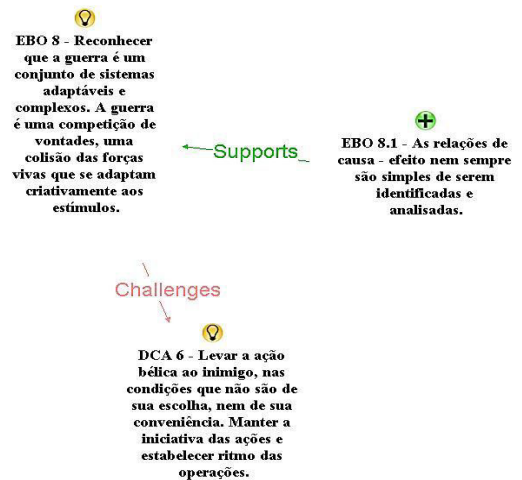 EBO 8 - Reconhecer
que a guerra é um
conjunto de sistemas
adaptáveis e
complexos. A guerra
é uma competição de
vontades, uma
colisão das forças
vivas que se adaptam
criativamente aos
estímulos.
Supports
EBO 8.1 - As relações de
causa - efeito nem sempre
são simples de serem
identificadas e
analisadas.
Challenges
DCA 6 - Levar a ação
bélica ao inimigo, nas
condições que não são de
sua escolha, nem de sua
conveniência. Manter a
iniciativa das ações e
estabelecer ritmo das
operações.